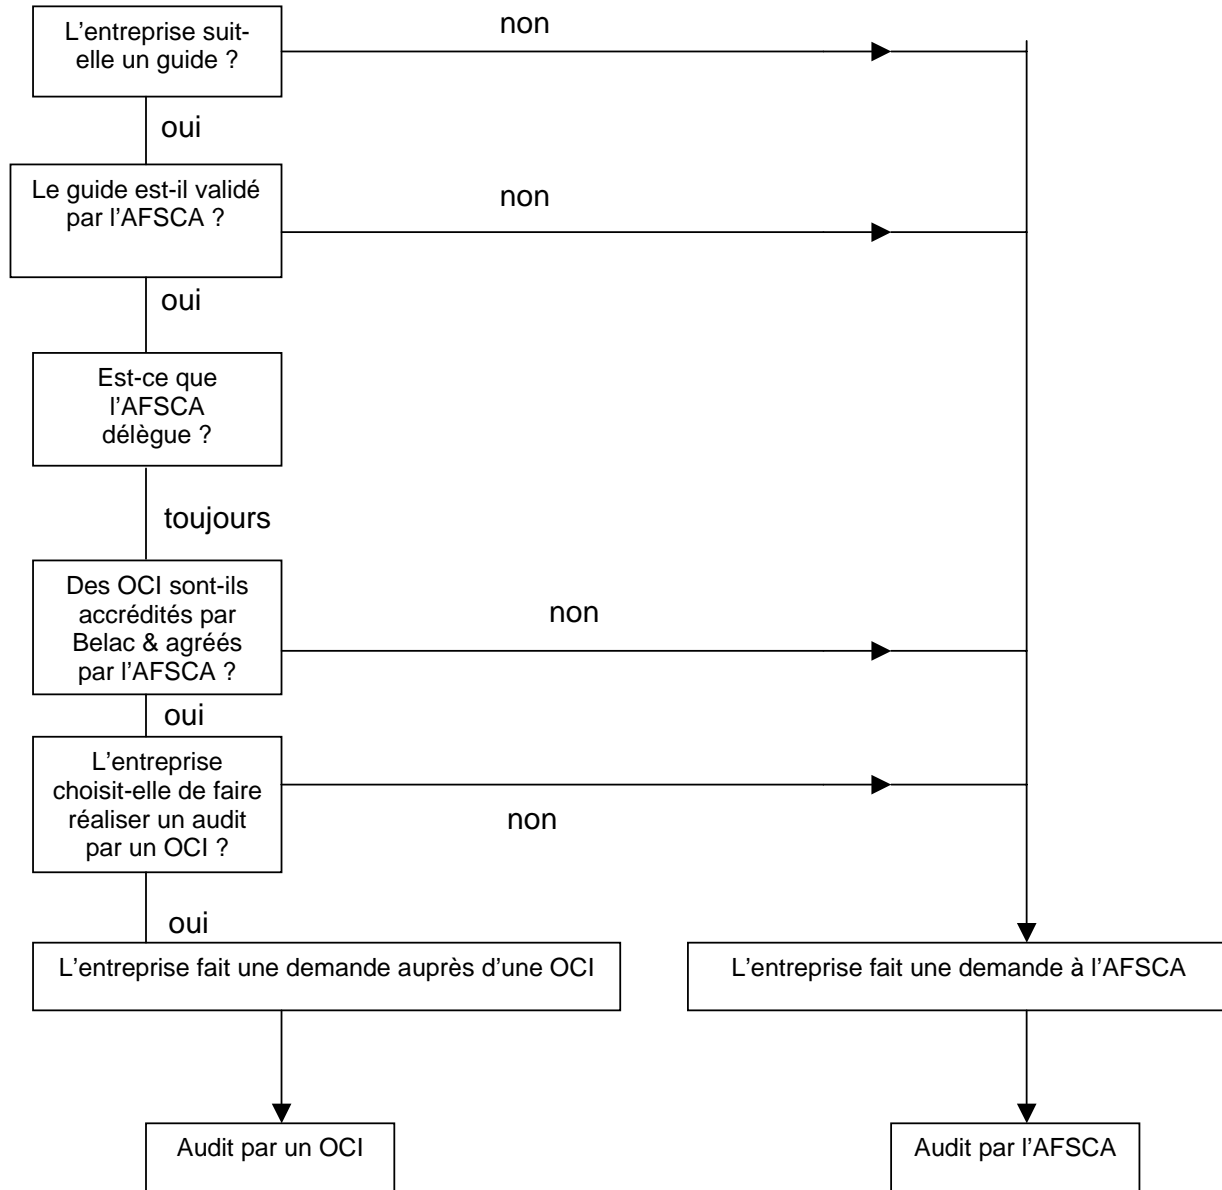 L’entreprise suit-
elle un guide ?
non
oui
Le guide est-il validé
par l’AFSCA ?
non
oui
Est-ce que
l’AFSCA
délègue ?
toujours
Des OCI sont-ils
accrédités par
Belac & agréés
par l’AFSCA ?
non
oui
L’entreprise
choisit-elle de faire
réaliser un audit
par un OCI ?
non
oui
L’entreprise fait une demande auprès d’une OCI
L’entreprise fait une demande à l’AFSCA
Audit par un OCI
Audit par l’AFSCA